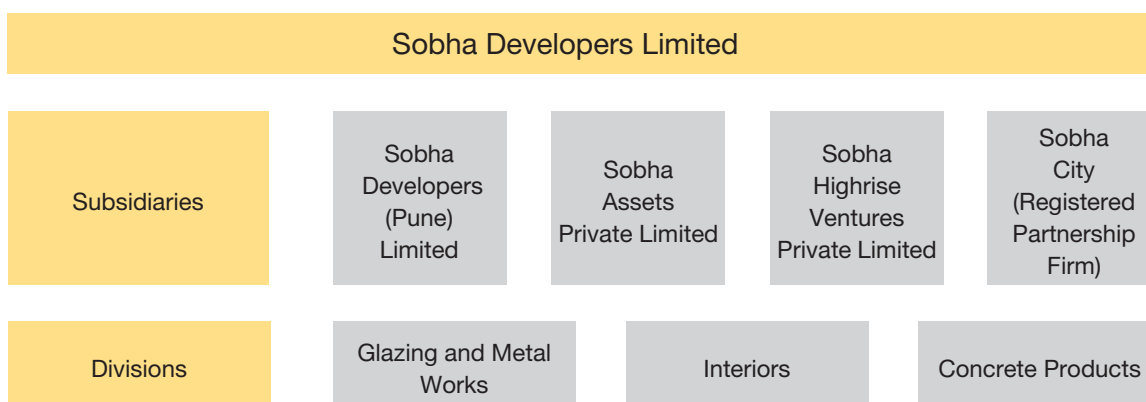 Sobha Developers Limited
Subsidiaries
Sobha
Developers
(Pune)
Limited
Sobha
Assets
Private Limited
Sobha
Highrise
Ventures
Private Limited
Sobha
City
(Registered
Partnership
Firm)
Divisions
Glazing and Metal
Works
Interiors
Concrete Products